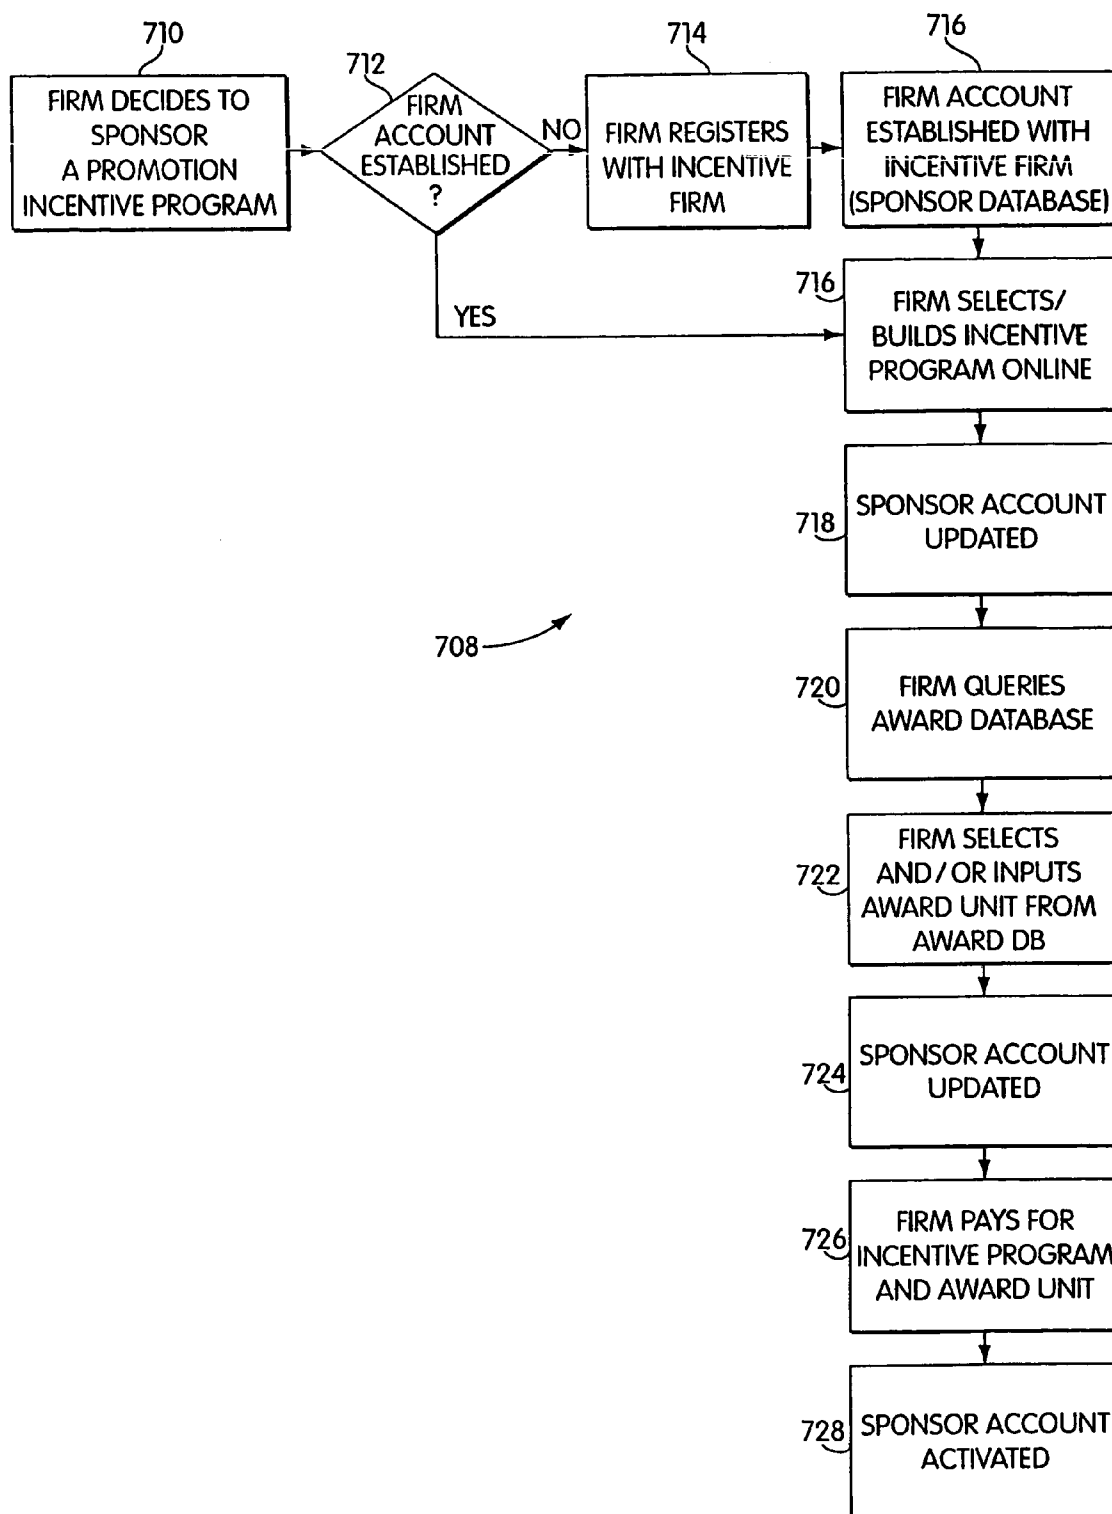 710
FIRM DECIDES TO
SPONSOR
A PROMOTION
INCENTIVE PROGRAM
712
FIRM
ACCOUNT
ESTABLISHED
?
NO
YES
714
FIRM REGISTERS
WITH INCENTIVE
FIRM
716
FIRM ACCOUNT
ESTABLISHED WITH
INCENTIVE FIRM
(SPONSOR DATABASE)
716
FIRM SELECTS/
BUILDS INCENTIVE
PROGRAM ONLINE
718
SPONSOR ACCOUNT
UPDATED
708
720
FIRM QUERIES
AWARD DATABASE
722
FIRM SELECTS
AND/OR INPUTS
AWARD UNIT FROM
AWARD DB
724
SPONSOR ACCOUNT
UPDATED
726
FIRM PAYS FOR
INCENTIVE PROGRAM
AND AWARD UNIT
728
SPONSOR ACCOUNT
ACTIVATED